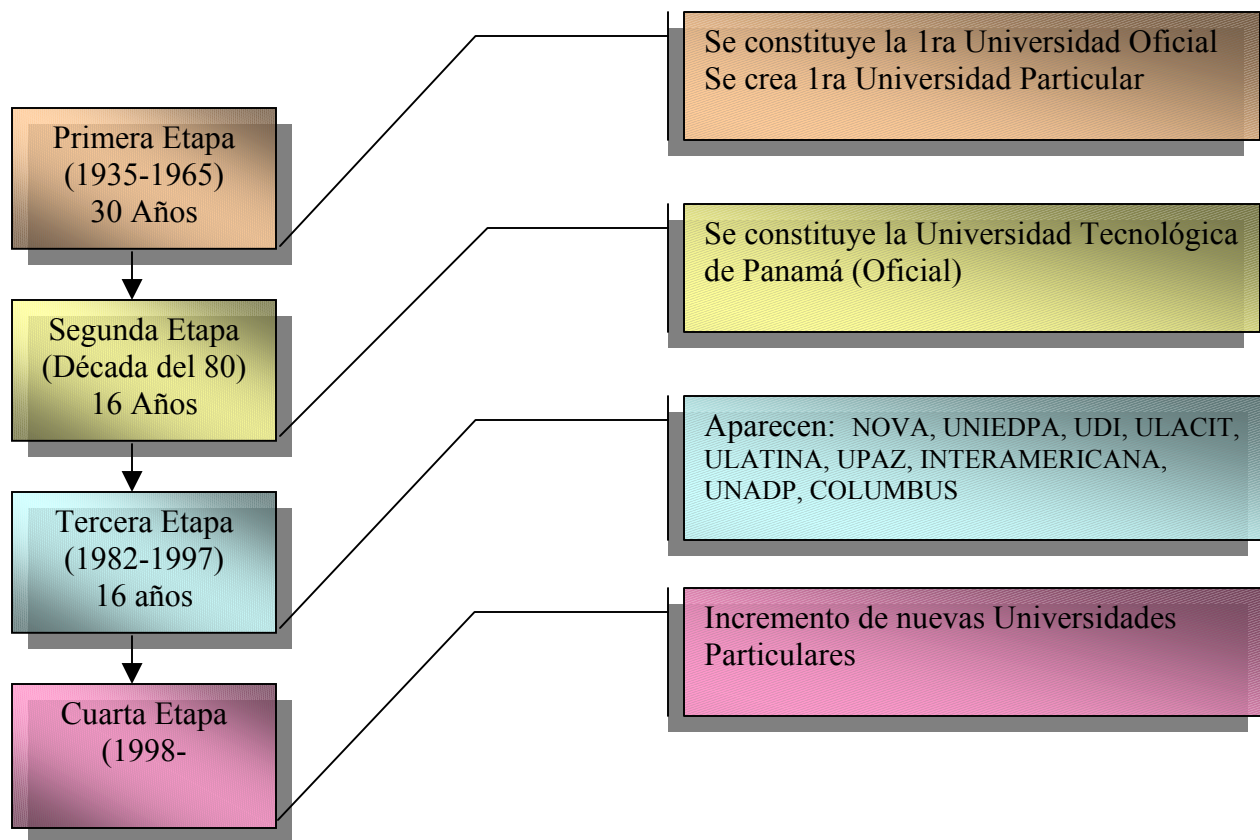 Primera Etapa
(1935-1965)
30 Años
Se constituye la 1ra Universidad Oficial
Se crea 1ra Universidad Particular
Segunda Etapa
(Década del 80)
16 Años
Se constituye la Universidad Tecnológica
de Panamá (Oficial)
Tercera Etapa
(1982-1997)
16 años
Aparecen: NOVA, UNIEDPA, UDI, ULACIT,
ULATINA, UPAZ, INTERAMERICANA,
UNADP, COLUMBUS
Cuarta Etapa
(1998-
Incremento de nuevas Universidades
Particulares